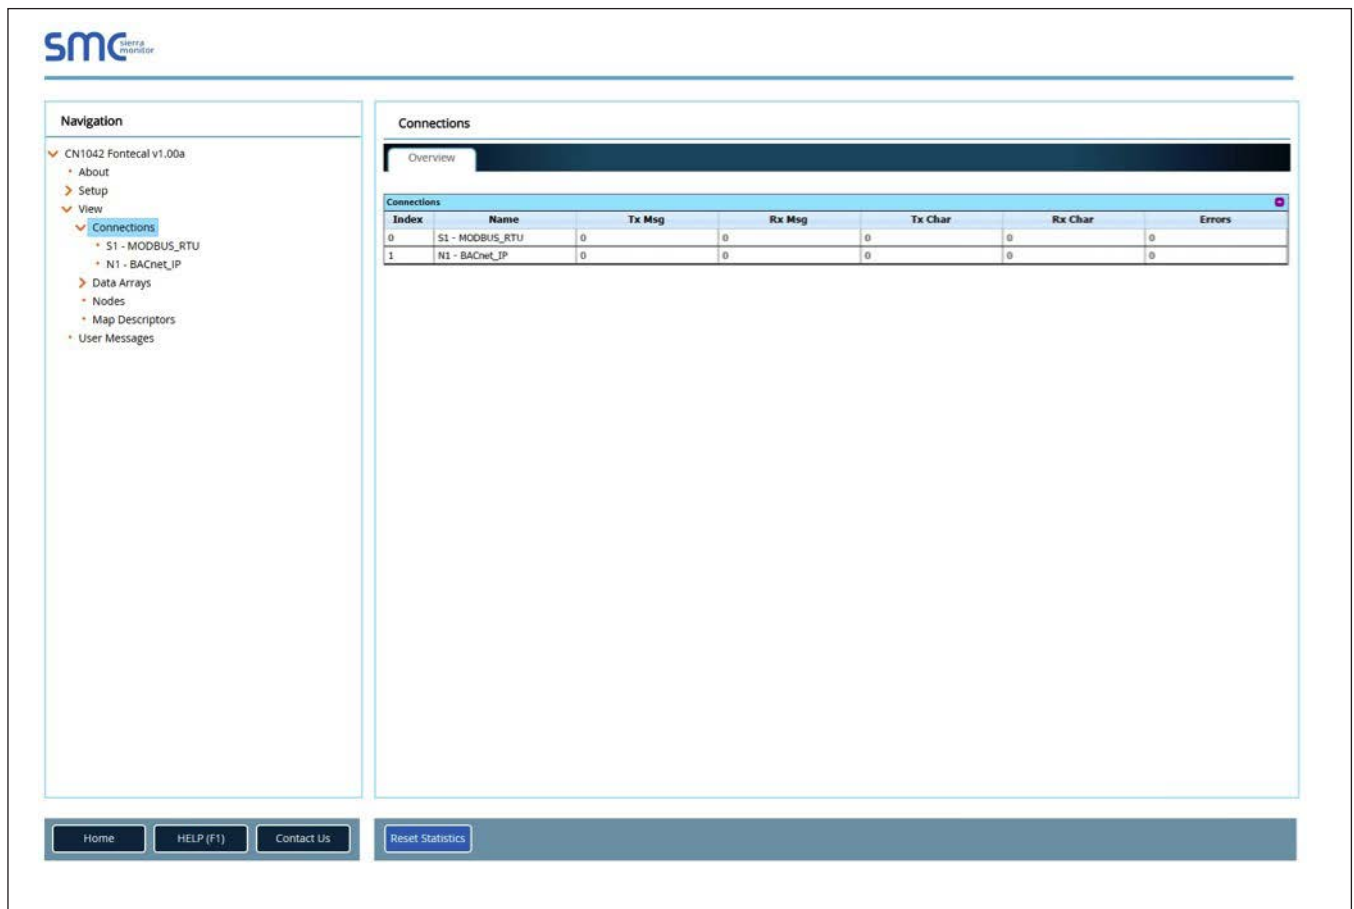 SMC sierra monitor
Navigation
CN1042 Fontecal v1.00a
About
Setup
View
Connections
S1 - MODBUS_RTU
N1 - BACnet_IP
Data Arrays
Nodes
Map Descriptors
User Messages
Connections
Overview
Connections
Index Name Tx Msg Rx Msg Tx Char Rx Char Errors
0 S1 - MODBUS_RTU 0 0 0 0 0
1 N1 - BACnet_IP 0 0 0 0 0
Home HELP (F1) Contact Us Reset Statistics